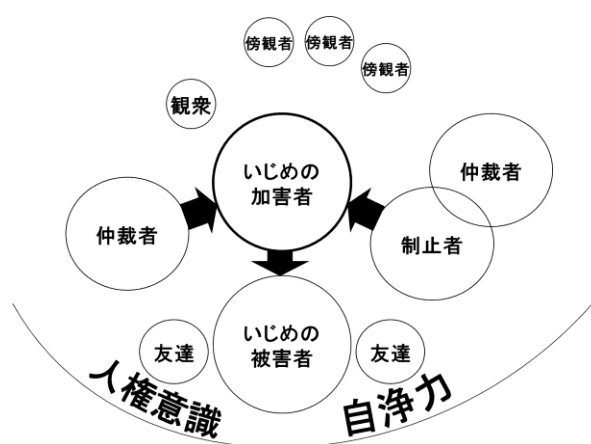 傍観者
傍観者
傍観者
観衆
いじめの
加害者
仲裁者
仲裁者
制止者
いじめの
被害者
友達
友達
人権意識
自浄力